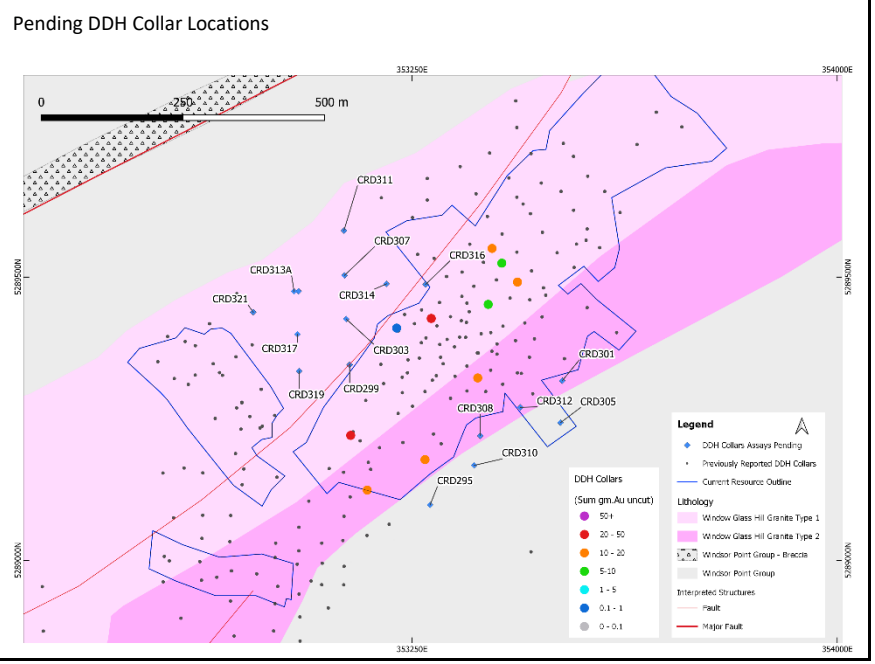 Pending DDH Collar Locations
353250E
354000E
0
250
500 m
CRD311
CRD307
CRD316
CRD313A
5289500N
5289500N
CRD314
CRD321
CRD317
CRD303
CRD301
CRD319
CRD299
CRD308
CRD312
CRD305
CRD310
CRD295
Legend
DDH Collars Assays Pending
Previously Reported DDH Collars
Current Resource Outline
Lithology
Window Glass Hill Granite Type 1
Window Glass Hill Granite Type 2
Windsor Point Group - Breccia
Windsor Point Group
Interpreted Structures
Fault
Major Fault
DDH Collars
(Sum gm.Au uncut)
50+
20 - 50
10 - 20
5-10
1 - 5
0.1 - 1
0 - 0.1
5289000N
5289000N
353250E
354000E